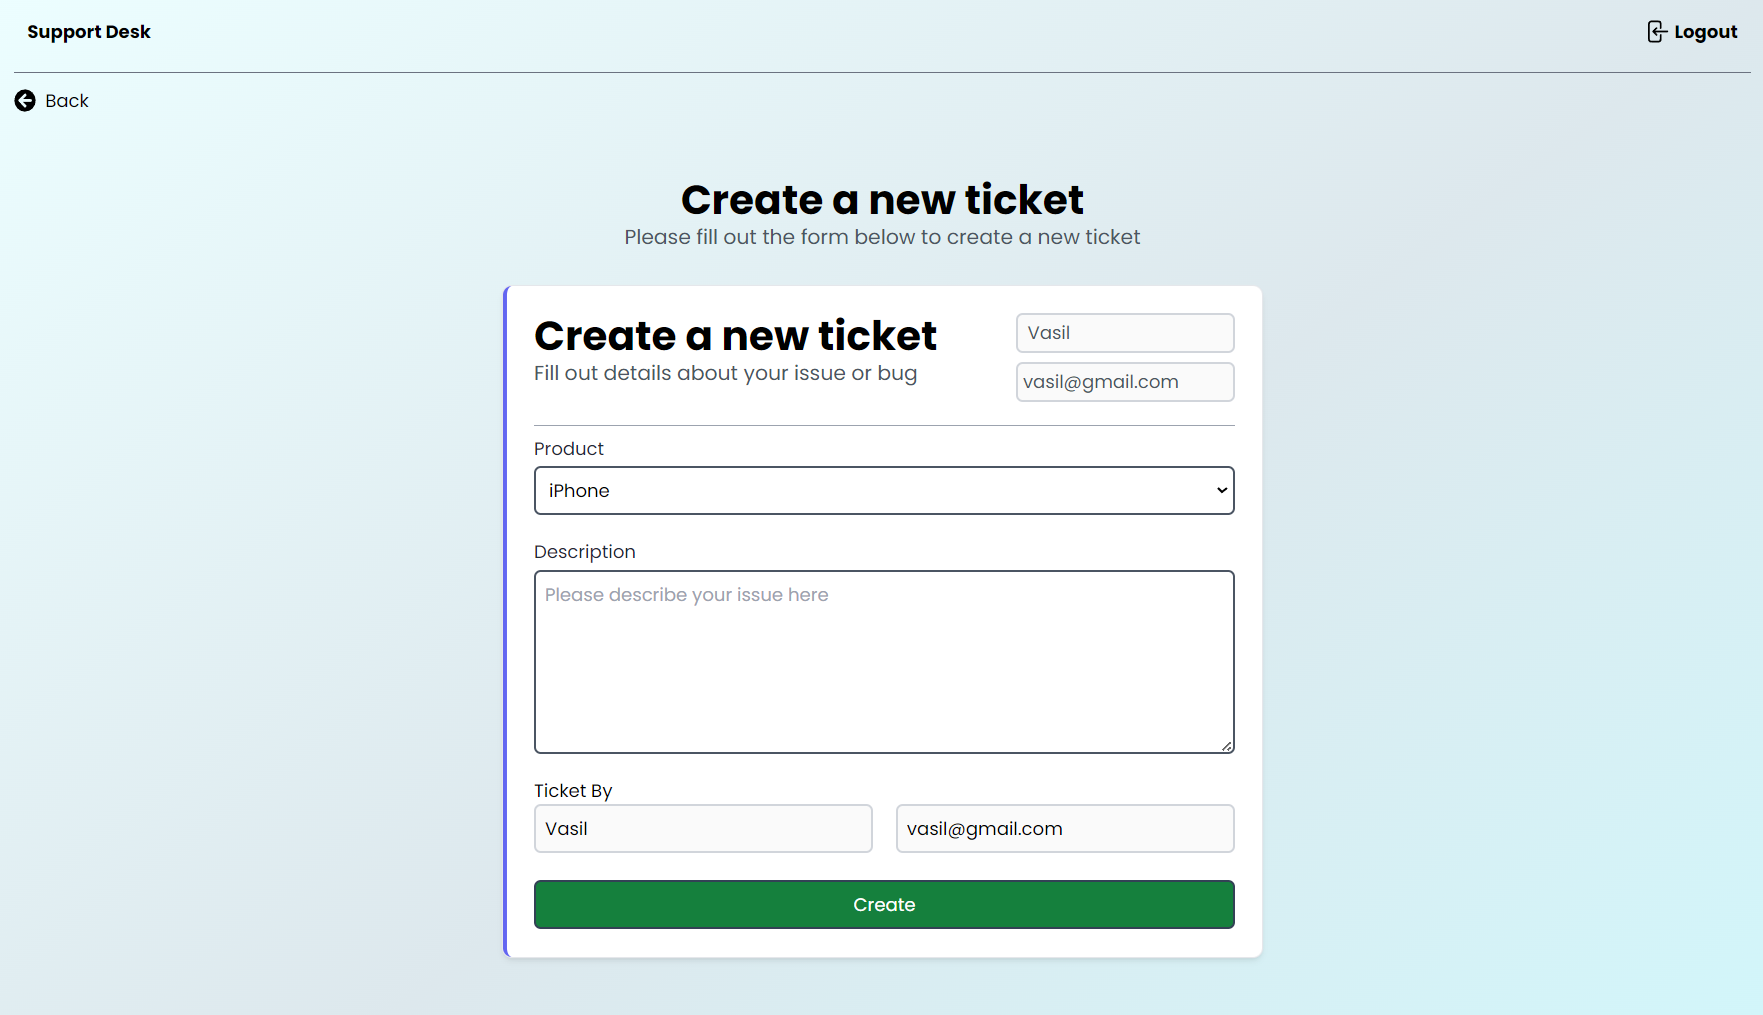 Support Desk
Logout
Back
Create a new ticket
Please fill out the form below to create a new ticket
Create a new ticket
Fill out details about your issue or bug
Vasil
vasil@gmail.com
Product
iPhone
Description
Please describe your issue here
Ticket By
Vasil
vasil@gmail.com
Create